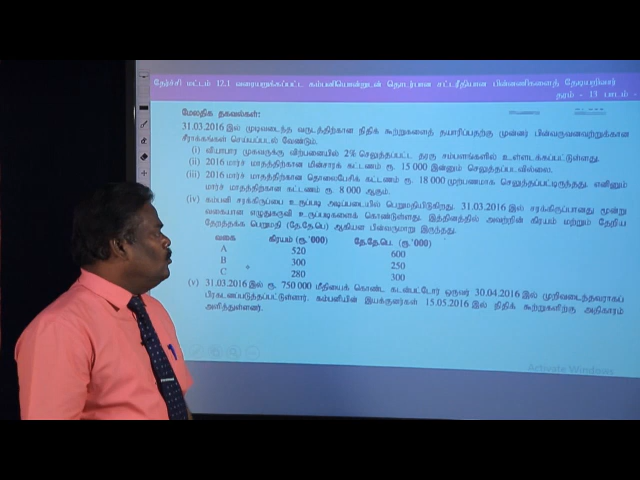 தேர்ச்சி மட்டம் 12.1 வரையறுக்கப்பட்ட கம்பனியொன்றுடன் தொடர்பான சட்டரீதியான பின்னணிகளைத் தேடியறிவார்
தரம் - 13 பாடம் -
மேலதிக தகவல்கள்:
31.03.2016 இல் முடிவடைந்த வருடத்திற்கான நிதிக் கூற்றுகளைத் தயாரிப்பதற்கு முன்னர் பின்வருவனவற்றுக்கான
சீராக்கங்கள் செய்யப்படல் வேண்டும்.
(i) வியாபார முகவருக்கு விற்பனையில் 2% செலுத்தப்பட்ட தரகு சம்பளங்களில் உள்ளடக்கப்பட்டுள்ளது.
(ii) 2016 மார்ச் மாதத்திற்கான மின்சாரக் கட்டணம் ரூ. 15 000 இன்னும் செலுத்தப்படவில்லை.
(iii) 2016 மார்ச் மாதத்திற்கான தொலைபேசிக் கட்டணம் ரூ. 18 000 முற்பணமாகச் செலுத்தப்பட்டிருந்தது. எனினும்
மார்ச் மாதத்திற்கான கட்டணம் ரூ. 8 000 ஆகும்.
(iv) கம்பனி சரக்கிருப்பை உருப்படி அடிப்படையில் பெறுமதியிடுகிறது. 31.03.2016 இல் சரக்கிருப்பானது மூன்று
வகையான எழுதுகருவி உருப்படிகளைக் கொண்டுள்ளது. இத்தினத்தில் அவற்றின் கிரயம் மற்றும் தேறிய
தேறத்தக்க பெறுமதி (தே.தே.பெ) ஆகியன பின்வருமாறு இருந்தது.
வகை கிரயம் (ரூ.'000) தே.தே.பெ. (ரூ.'000)
A 520 600
B 300 250
C 280 300
(v) 31.03.2016 இல் ரூ. 750 000 மீதியைக் கொண்ட கடன்பட்டோர் ஒருவர் 30.04.2016 இல் முறிவடைந்தவராகப்
பிரகடனப்படுத்தப்பட்டுள்ளார். கம்பனியின் இயக்குனர்கள் 15.05.2016 இல் நிதிக் கூற்றுகளிற்கு அதிகாரம்
அளித்துள்ளனர்.
Activate Windows